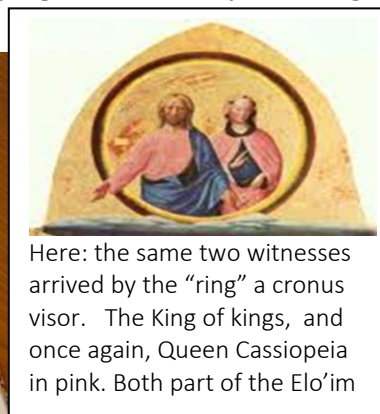 Here: the same two witnesses
arrived by the “ring” a cronus
visor.   The King of kings,  and
once again, Queen Cassiopeia
in pink. Both part of the Elo’im